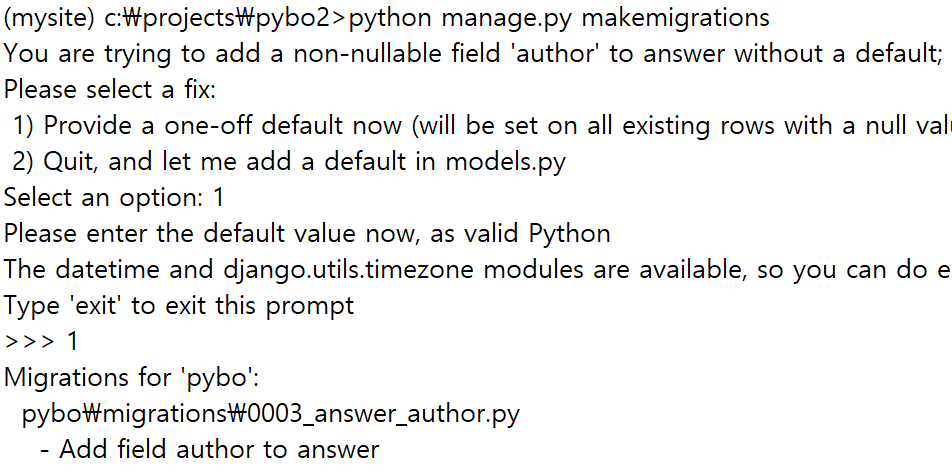 (mysite) c:₩projects₩pybo2>python manage.py makemigrations
You are trying to add a non-nullable field 'author' to answer without a default;
Please select a fix:
1) Provide a one-off default now (will be set on all existing rows with a null
2) Quit, and let me add a default in models.py
Select an option: 1
Please enter the default value now, as valid Python
The datetime and django.utils.timezone modules are available, so you can do
Type 'exit' to exit this prompt
>>> 1
Migrations for 'pybo':
pybo₩migrations₩0003_answer_author.py
- Add field author to answer